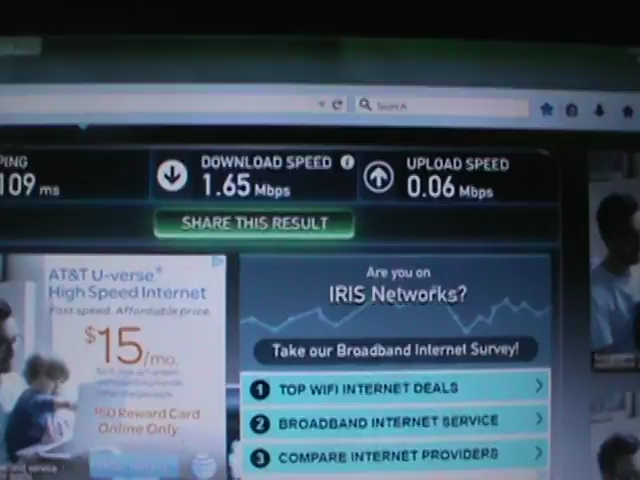 Search
PING
109 ms
DOWNLOAD SPEED
1.65 Mbps
UPLOAD SPEED
0.06 Mbps
SHARE THIS RESULT
AT&T U-verse®
High Speed Internet
Fast speed. Affordable price.
$15/mo.
Reward Card
Online Only
Are you on
IRIS Networks?
Take our Broadband Internet Survey!
1 TOP WIFI INTERNET DEALS
2 BROADBAND INTERNET SERVICE
3 COMPARE INTERNET PROVIDERS